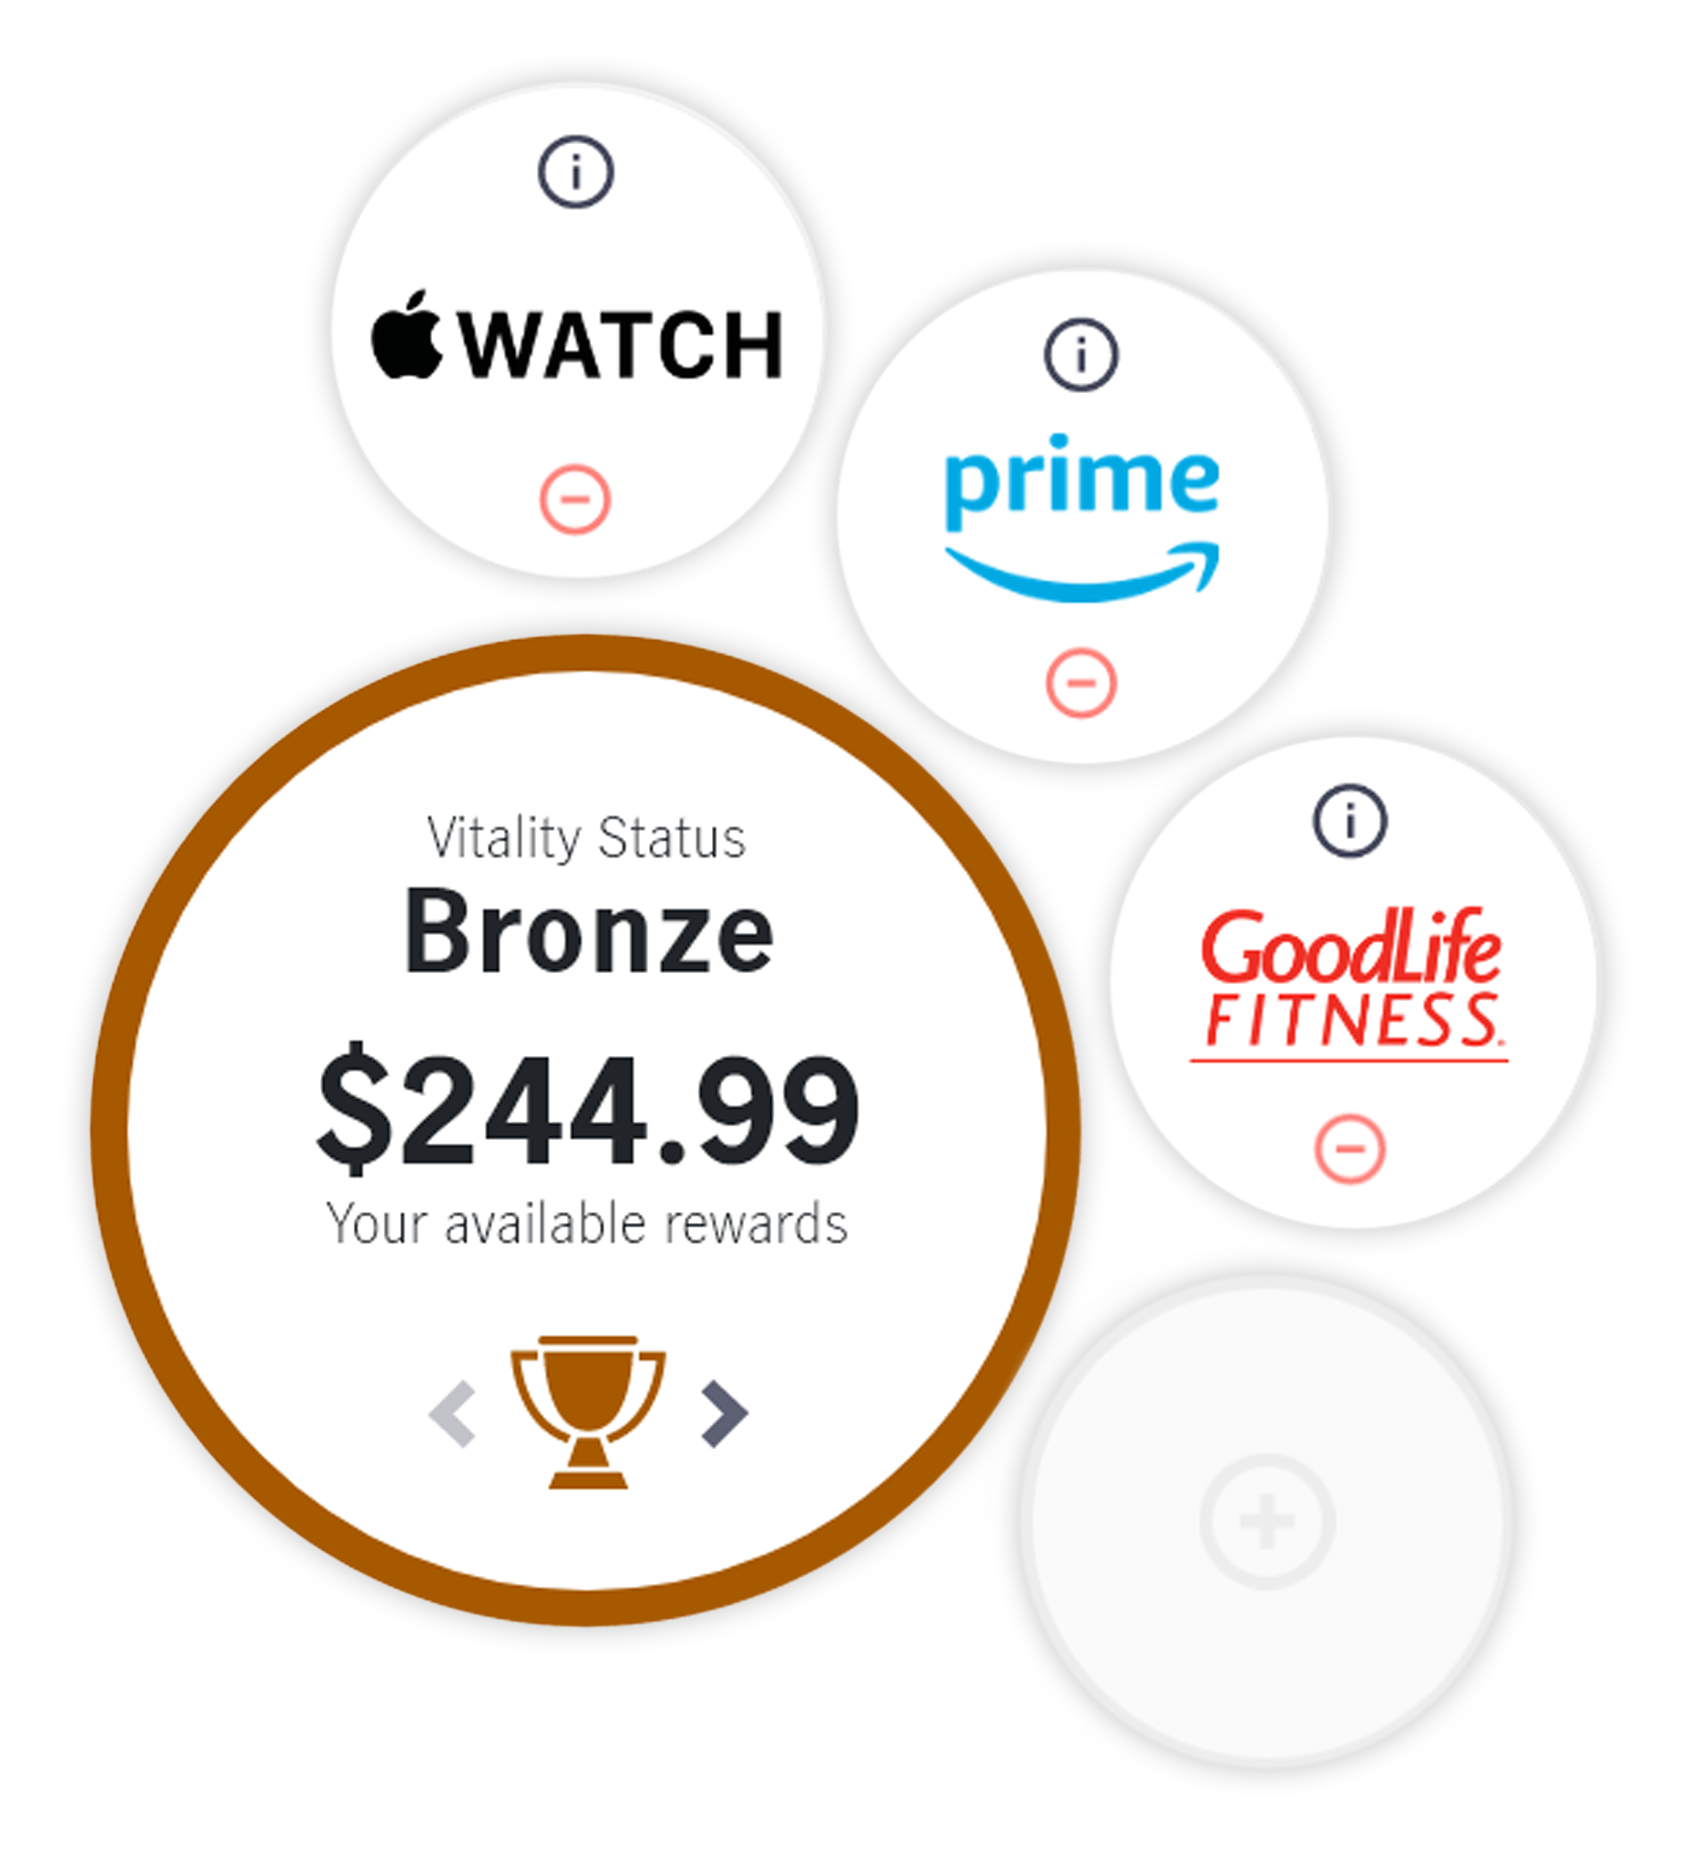 WATCH
prime
Vitality Status
Bronze
$244.99
Your available rewards
GoodLife
FITNESS.